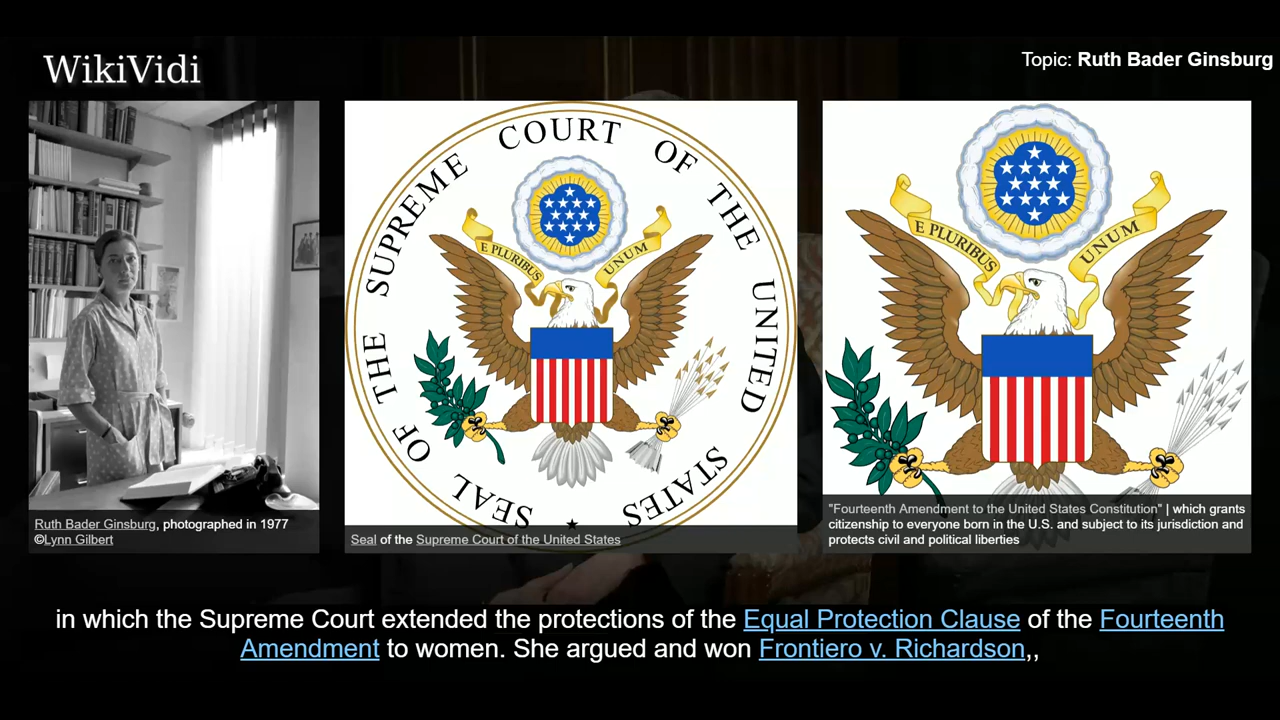 WikiVidi
Topic: Ruth Bader Ginsburg
Ruth Bader Ginsburg, photographed in 1977
©Lynn Gilbert
SEAL OF THE SUPREME COURT OF THE UNITED STATES
E PLURIBUS UNUM
Seal of the Supreme Court of the United States
E PLURIBUS UNUM
"Fourteenth Amendment to the United States Constitution" | which grants
citizenship to everyone born in the U.S. and subject to its jurisdiction and
protects civil and political liberties
in which the Supreme Court extended the protections of the Equal Protection Clause of the Fourteenth
Amendment to women. She argued and won Frontiero v. Richardson,,